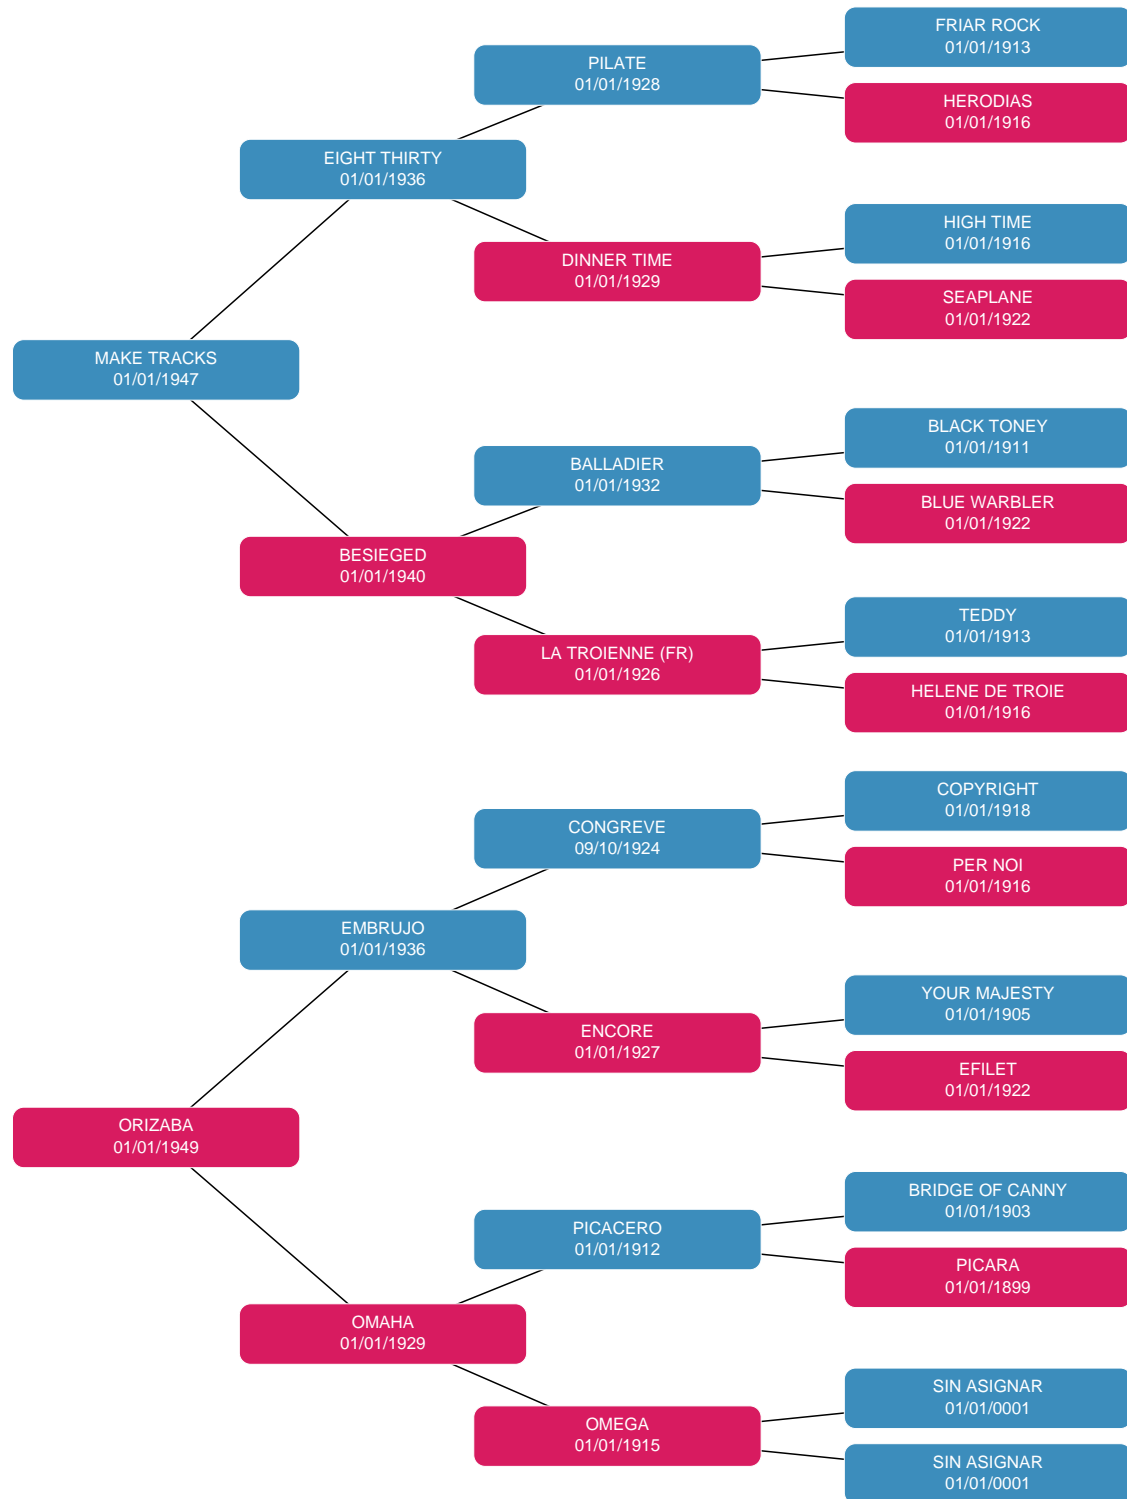 FRIAR ROCK
01/01/1913
PILATE
01/01/1928
HERODIAS
01/01/1916
EIGHT THIRTY
01/01/1936
HIGH TIME
01/01/1916
DINNER TIME
01/01/1929
SEAPLANE
01/01/1922
MAKE TRACKS
01/01/1947
BLACK TONEY
01/01/1911
BALLADIER
01/01/1932
BLUE WARBLER
01/01/1922
BESIEGED
01/01/1940
TEDDY
01/01/1913
LA TROIENNE (FR)
01/01/1926
HELENE DE TROIE
01/01/1916
COPYRIGHT
01/01/1918
CONGREVE
09/10/1924
PER NOI
01/01/1916
EMBRUJO
01/01/1936
YOUR MAJESTY
01/01/1905
ENCORE
01/01/1927
EFILET
01/01/1922
ORIZABA
01/01/1949
BRIDGE OF CANNY
01/01/1903
PICACERO
01/01/1912
PICARA
01/01/1899
OMAHA
01/01/1929
SIN ASIGNAR
01/01/0001
OMEGA
01/01/1915
SIN ASIGNAR
01/01/0001